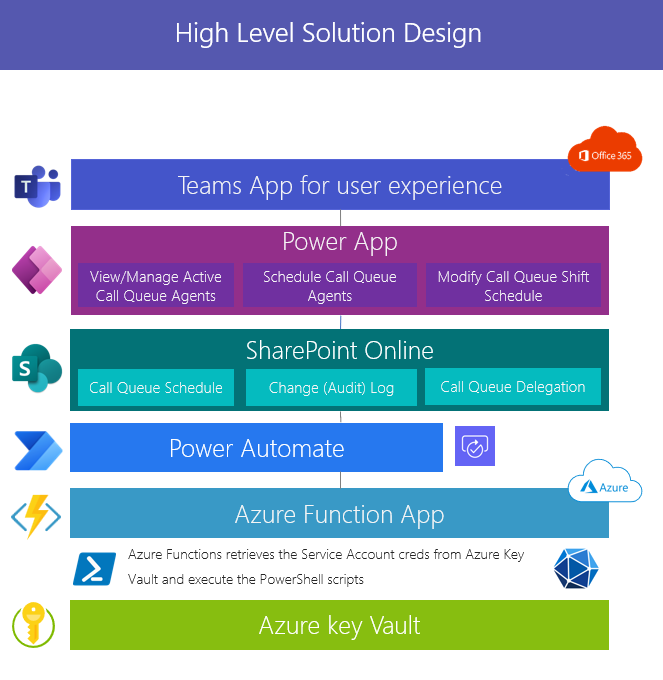 High Level Solution Design
Office 365
T
Teams App for user experience
Power App
View/Manage Active
Call Queue Agents
Schedule Call Queue
Agents
Modify Call Queue Shift
Schedule
S
SharePoint Online
Call Queue Schedule
Change (Audit) Log
Call Queue Delegation
Power Automate
Azure
Azure Function App
Azure Functions retrieves the Service Account creds from Azure Key
Vault and execute the PowerShell scripts
Azure key Vault